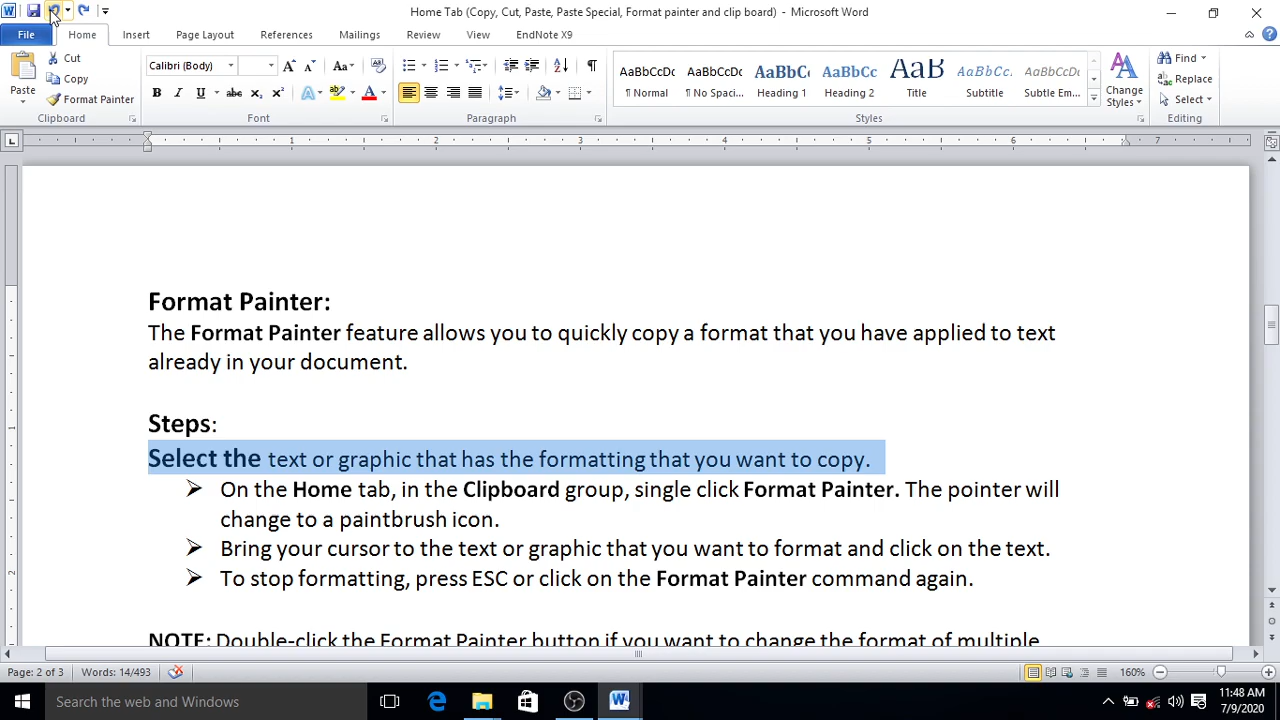 Home Tab (Copy, Cut, Paste, Paste Special, Format painter and clip board) - Microsoft Word
File Home Insert Page Layout References Mailings Review View EndNote X9
Paste Cut Copy Format Painter
Clipboard
Calibri (Body)
Font
Paragraph
AaBbCcDc AaBbCcDc AaBbCc AaBbCc AaB AaBbCcDc AaBbCcDc
¶ Normal ¶ No Spaci... Heading 1 Heading 2 Title Subtitle Subtle Em...
Change Styles
Styles
Find
Replace
Select
Editing
1 2 3 4 5 6 7
Format Painter:
The Format Painter feature allows you to quickly copy a format that you have applied to text
already in your document.
Steps:
Select the text or graphic that has the formatting that you want to copy.
➢ On the Home tab, in the Clipboard group, single click Format Painter. The pointer will
change to a paintbrush icon.
➢ Bring your cursor to the text or graphic that you want to format and click on the text.
➢ To stop formatting, press ESC or click on the Format Painter command again.
NOTE: Double-click the Format Painter button if you want to change the format of multiple
Page: 2 of 3 Words: 14/493 160%
Search the web and Windows
11:48 AM
7/9/2020